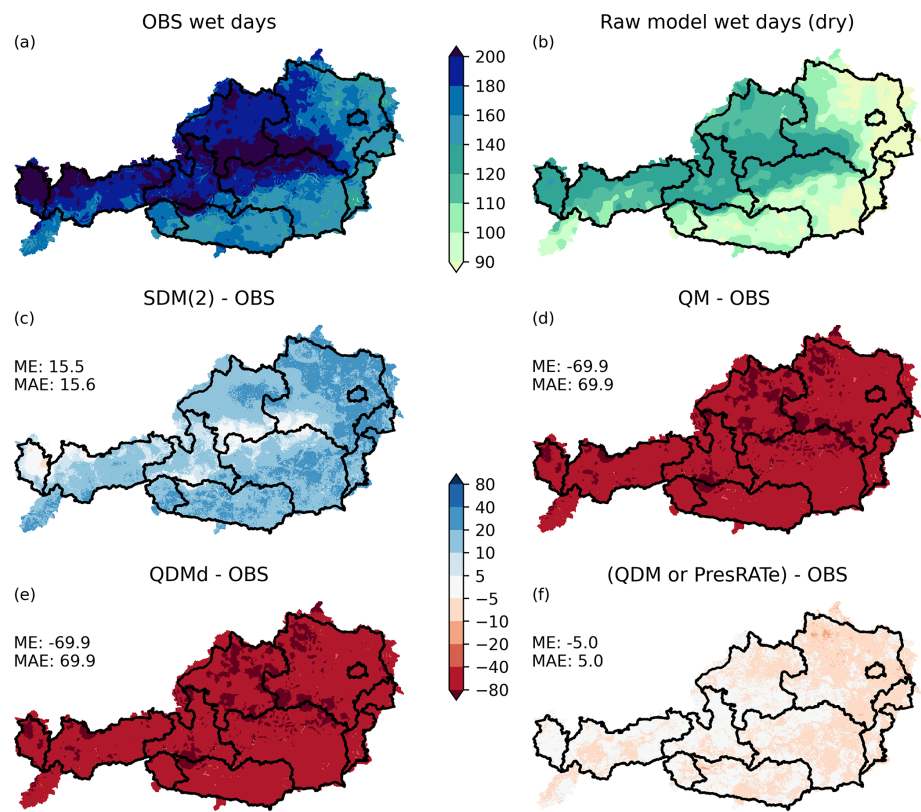 OBS wet days
(a)
Raw model wet days (dry)
(b)
200
180
160
140
120
110
100
90
SDM(2) - OBS
(c)
ME: 15.5
MAE: 15.6
QM - OBS
(d)
ME: -69.9
MAE: 69.9
80
40
20
10
5
−5
−10
−20
−40
−80
QDMd - OBS
(e)
ME: -69.9
MAE: 69.9
(QDM or PresRATe) - OBS
(f)
ME: -5.0
MAE: 5.0